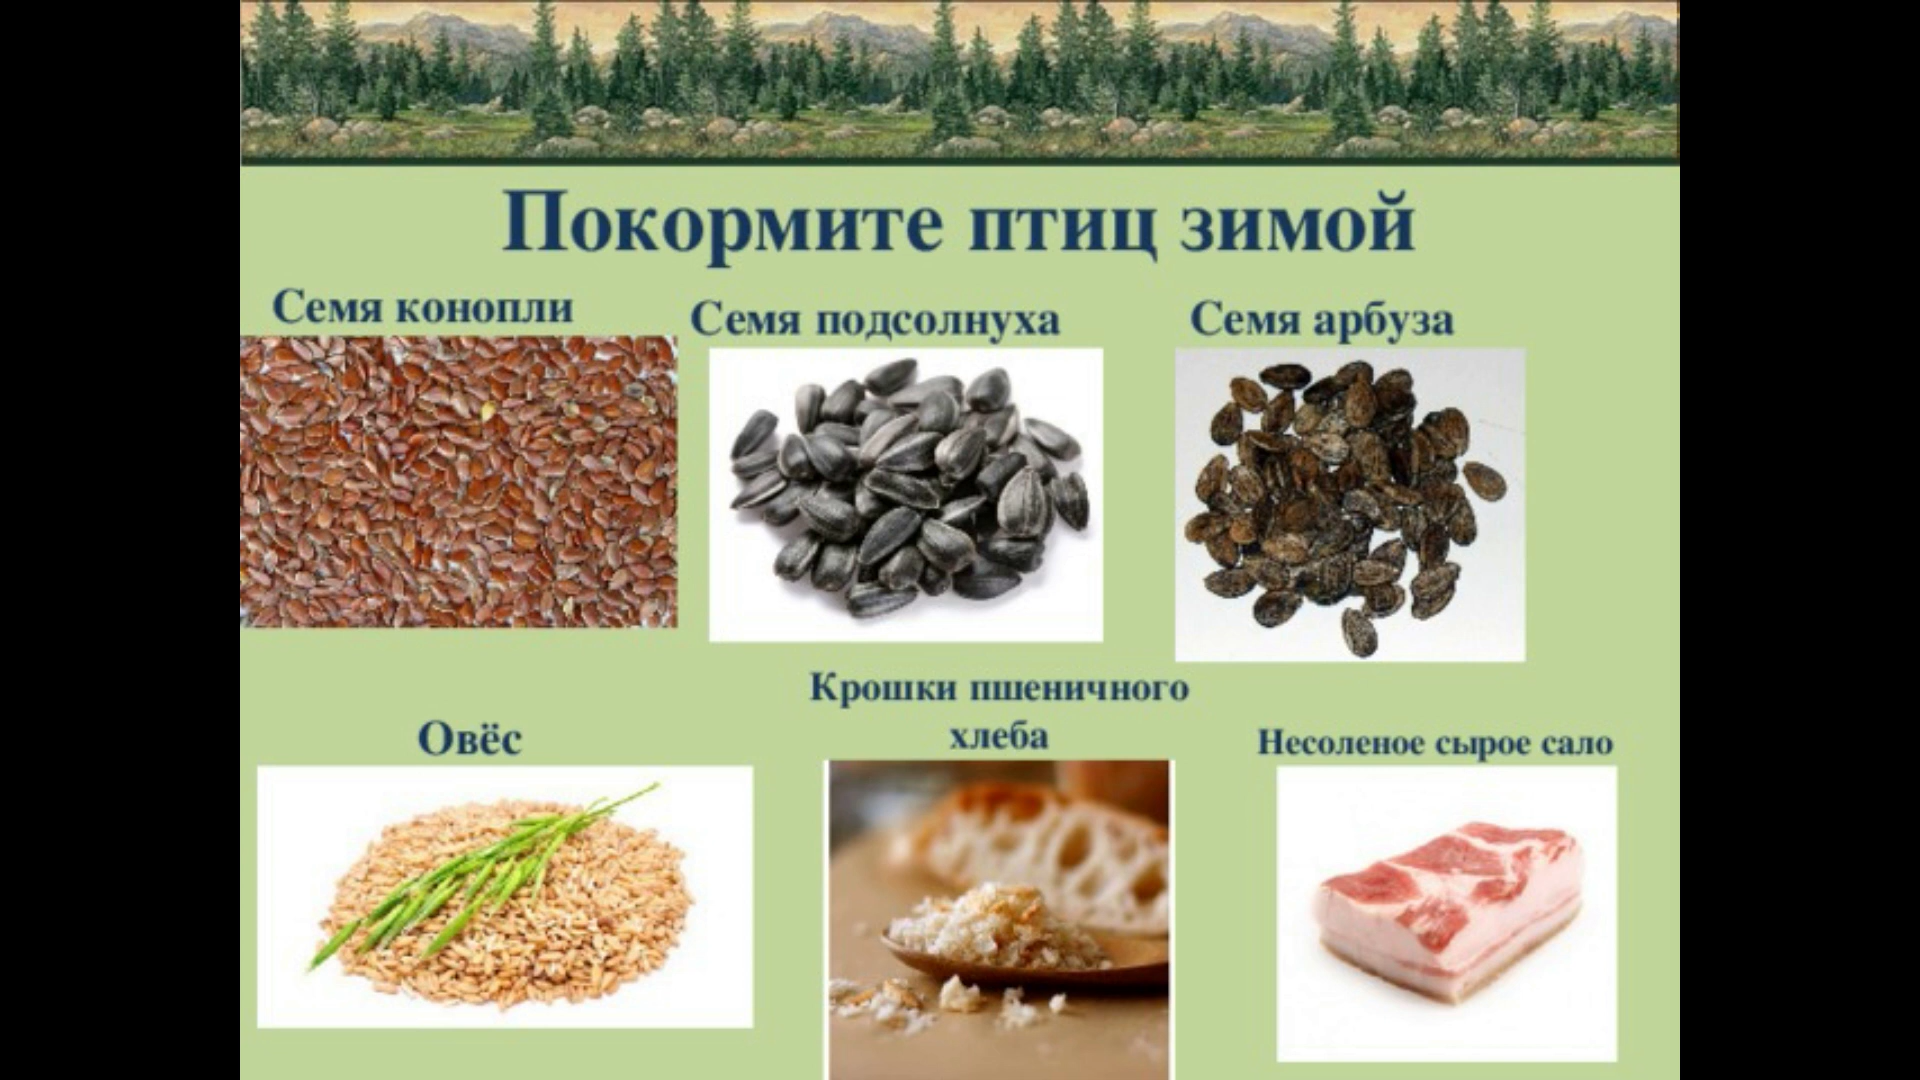 Покормите птиц зимой
Семя конопли
Семя подсолнуха
Семя арбуза
Овёс
Крошки пшеничного
хлеба
Несоленое сырое сало